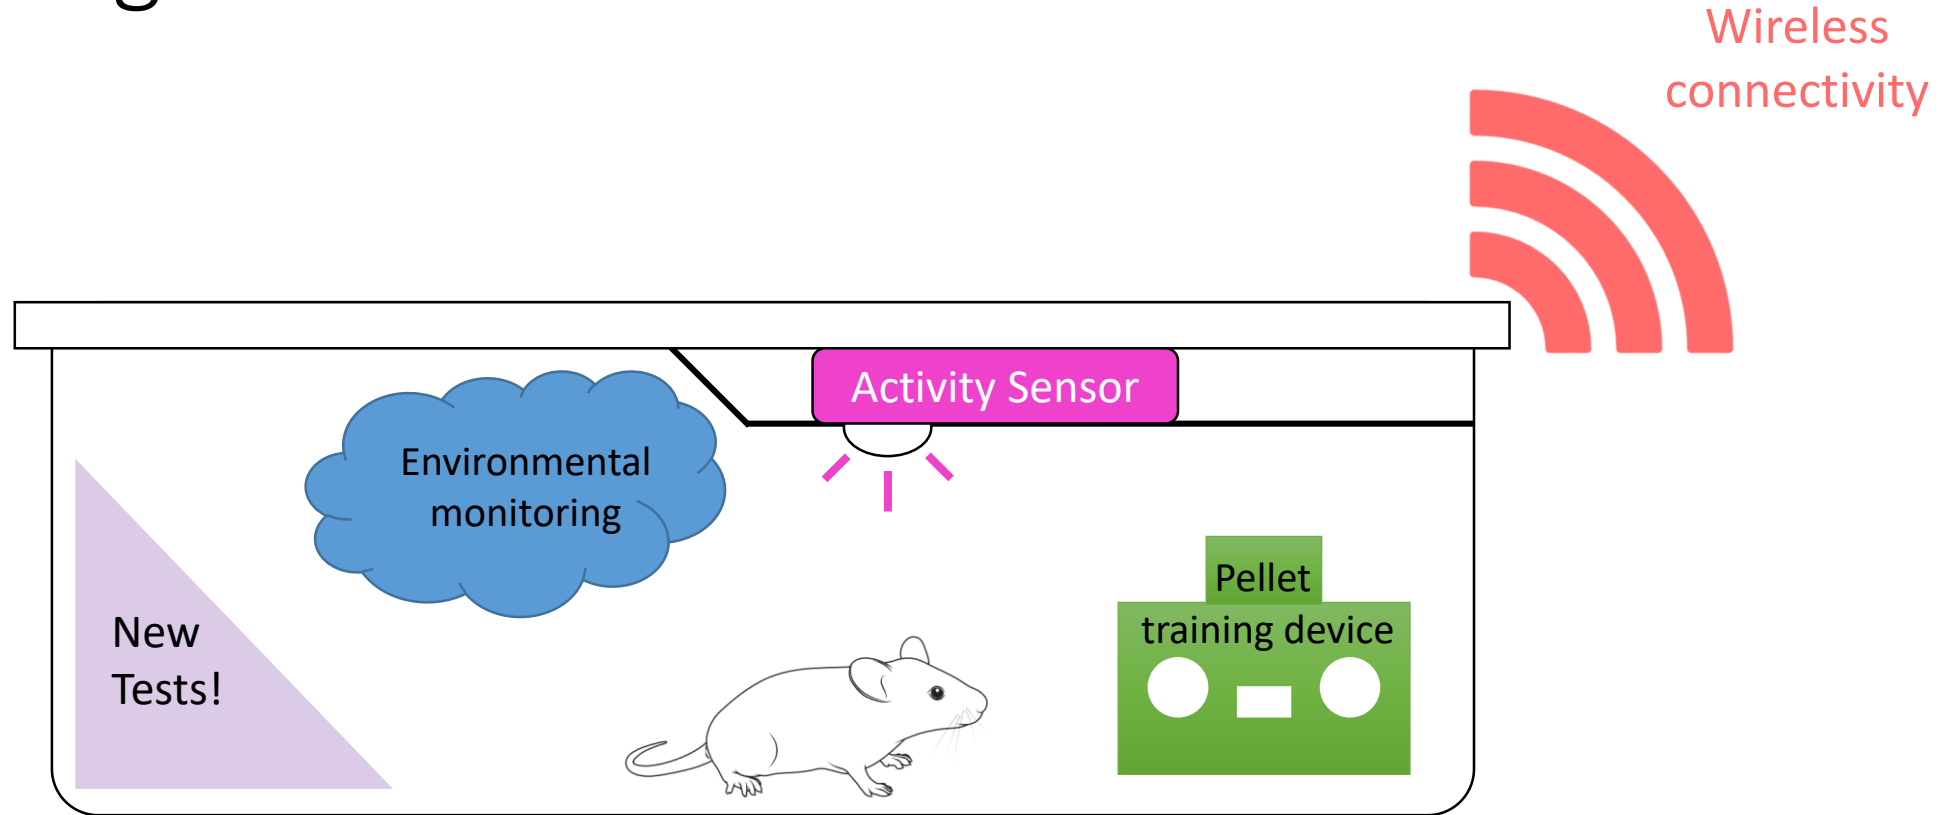 Wireless
connectivity
Activity Sensor
Environmental
monitoring
Pellet
training device
New
Tests!